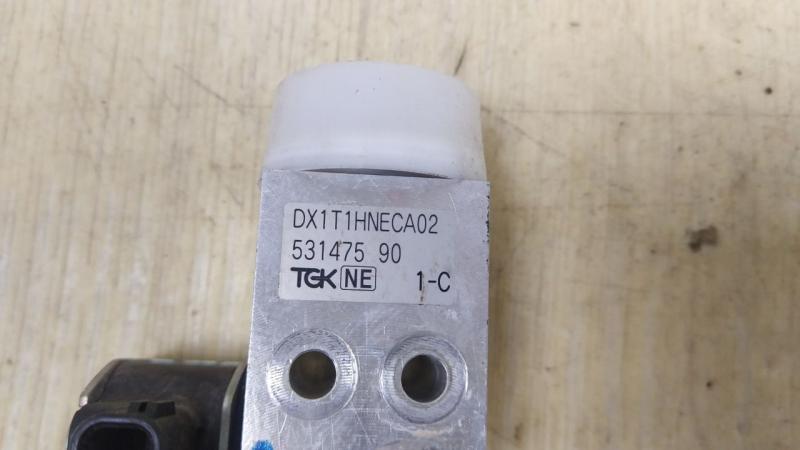 DX1T1HNECA02
531475 90
TGK NE 1-C